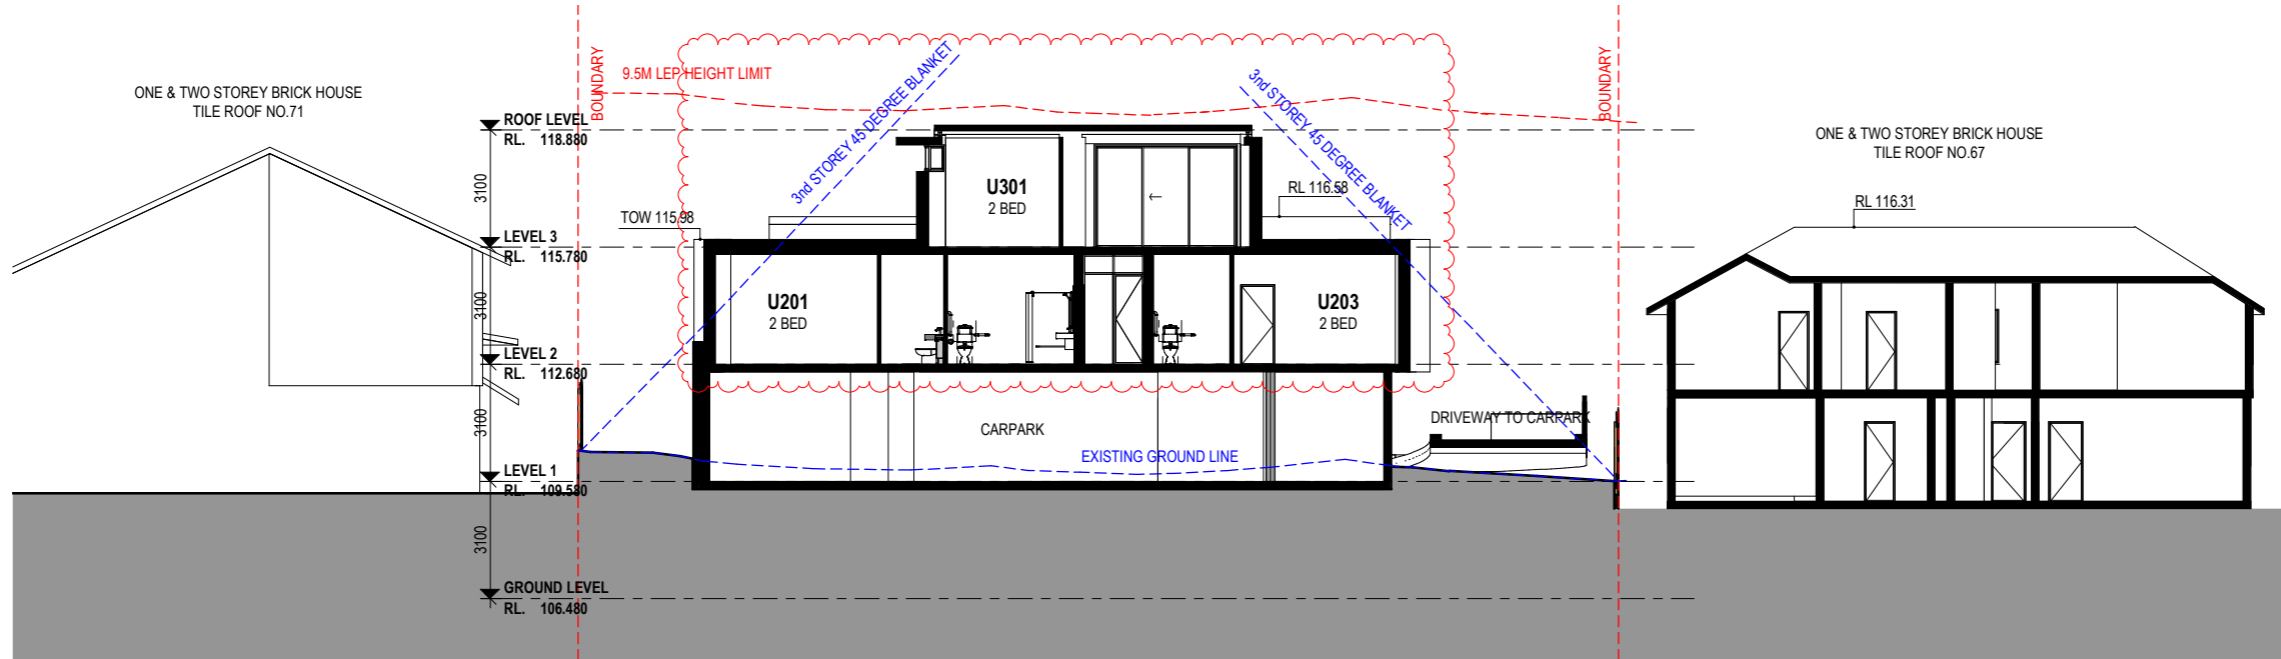 ONE & TWO STOREY BRICK HOUSE
TILE ROOF NO.71
BOUNDARY
9.5M LEP HEIGHT LIMIT
3nd STOREY 45 DEGREE BLANKET
3nd STOREY 45 DEGREE BLANKET
BOUNDARY
ONE & TWO STOREY BRICK HOUSE
TILE ROOF NO.67
ROOF LEVEL
RL. 118.880
3100
TOW 115.98
U301
2 BED
RL 116.58
RL 116.31
LEVEL 3
RL. 115.780
3100
U201
2 BED
U203
2 BED
LEVEL 2
RL. 112.680
3100
CARPARK
DRIVEWAY TO CARPARK
EXISTING GROUND LINE
LEVEL 1
RL. 109.580
3100
GROUND LEVEL
RL. 106.480